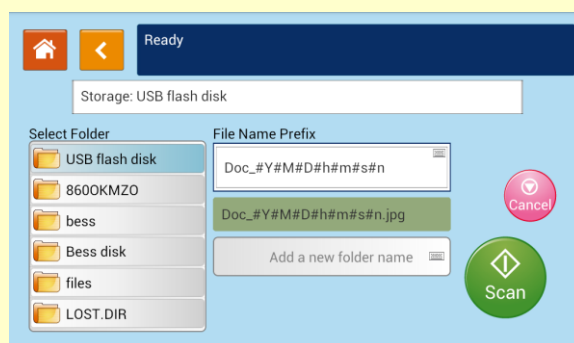 Ready
Storage: USB flash disk
Select Folder
USB flash disk
860OKMZO
bess
Bess disk
files
LOST.DIR
File Name Prefix
Doc_#Y#M#D#h#m#s#n
Doc_#Y#M#D#h#m#s#n.jpg
Add a new folder name
Cancel
Scan